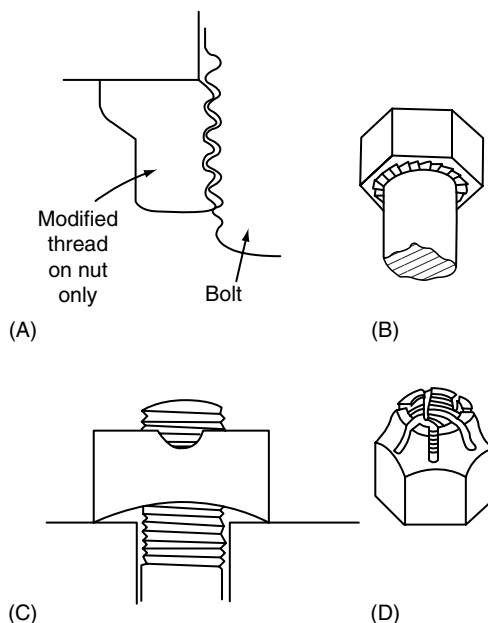 Modified
thread
on nut
only
Bolt
(A)
(B)
(C)
(D)